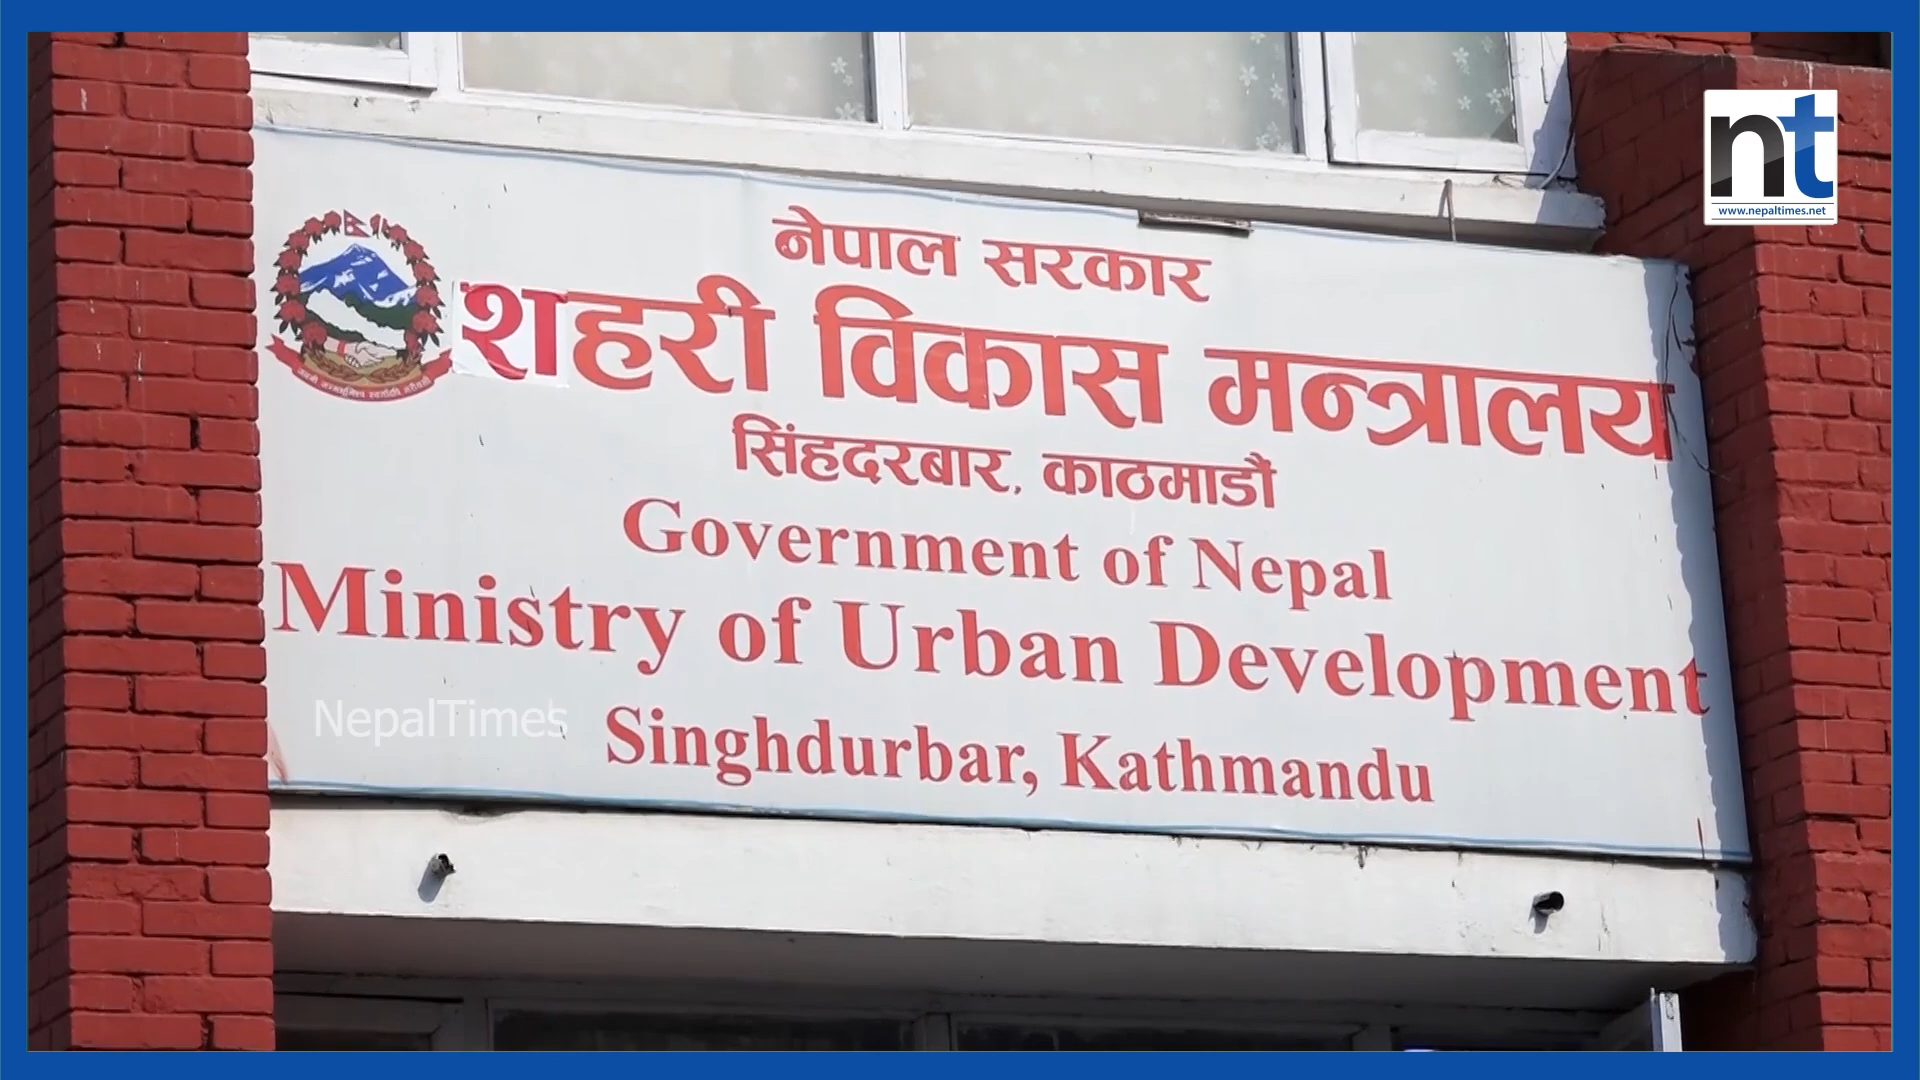 nt
www.nepaltimes.net
नेपाल सरकार
शहरी विकास मन्त्रालय
सिंहदरबार, काठमाडौं
Government of Nepal
Ministry of Urban Development
Singhdurbar, Kathmandu
NepalTimes